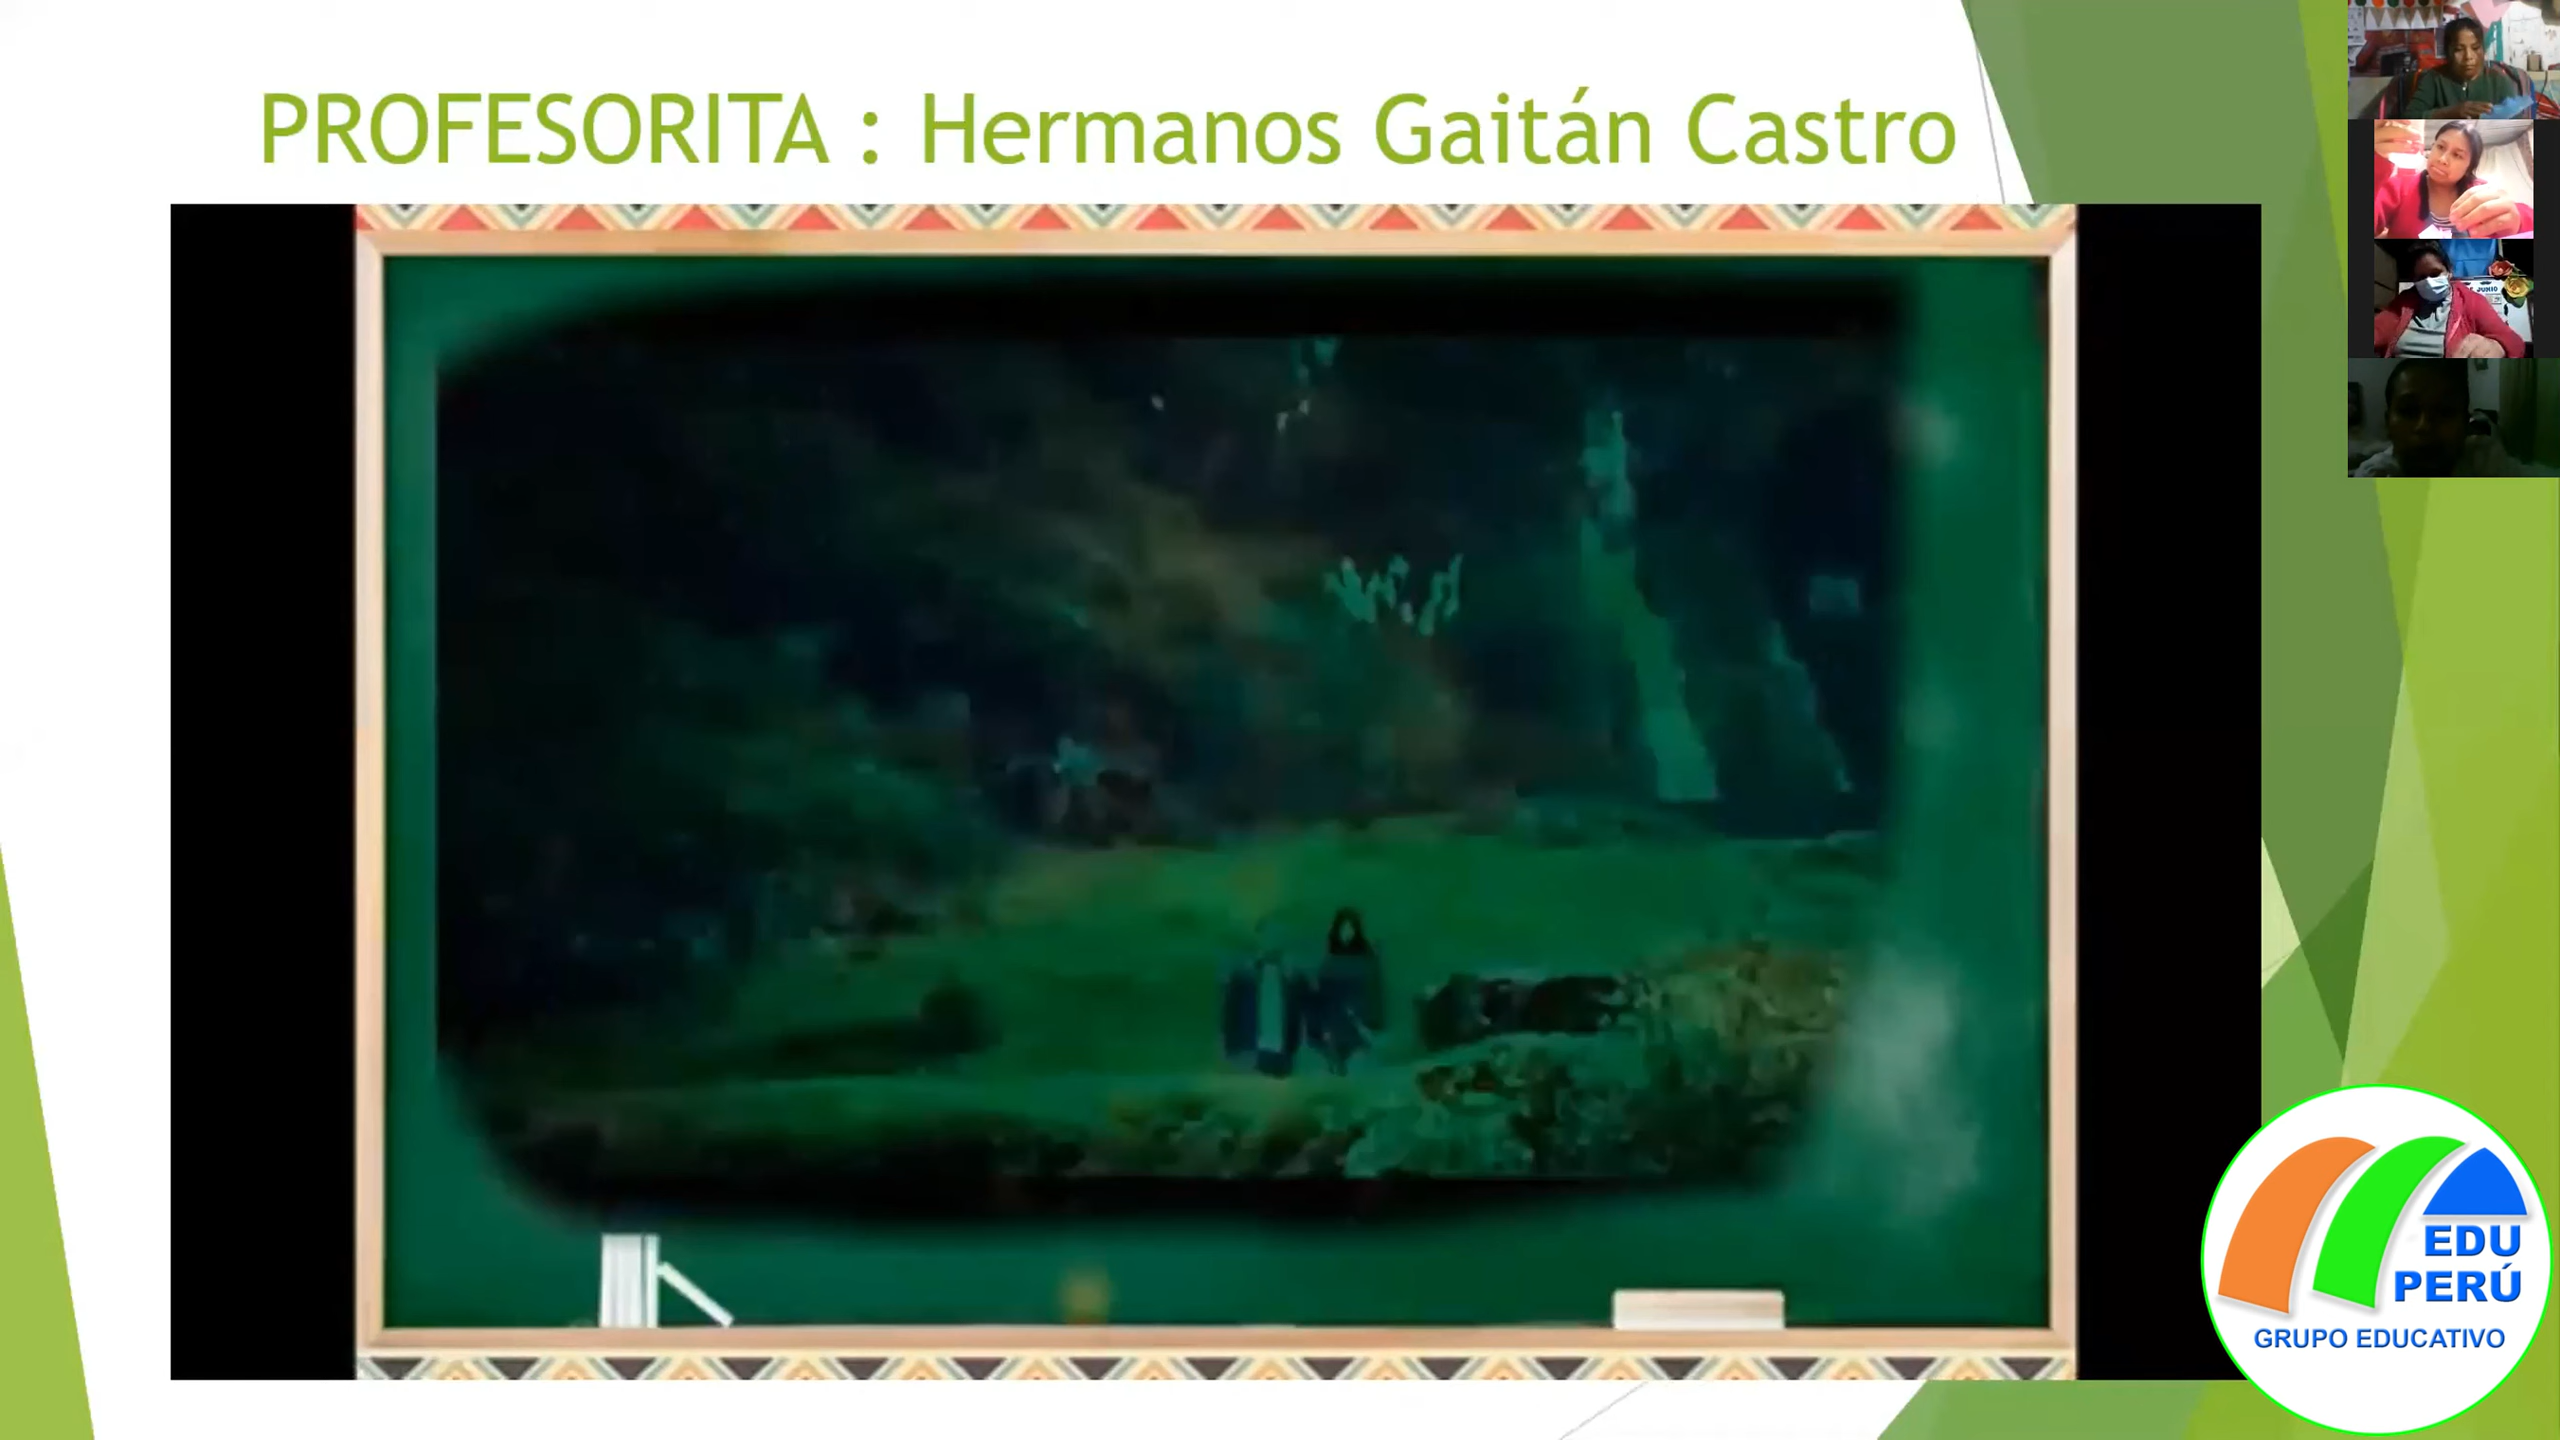 PROFESORITA : Hermanos Gaitán Castro
JUNIO
EDU
PERÚ
GRUPO EDUCATIVO